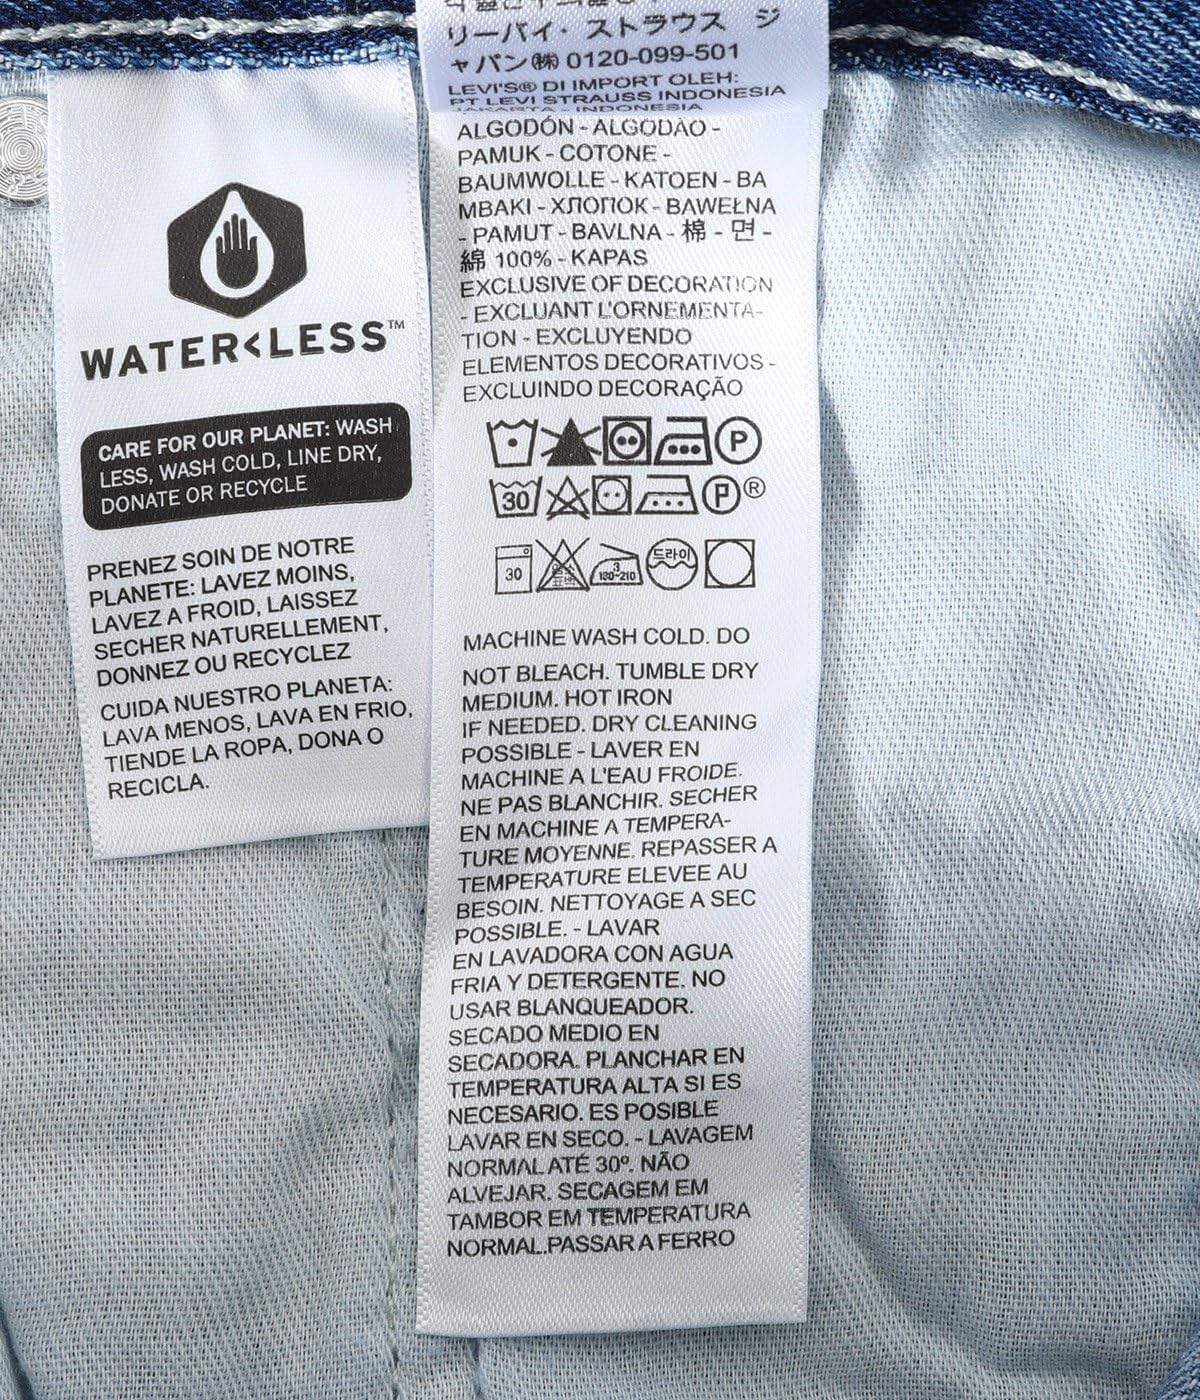 WATER<LESS™
CARE FOR OUR PLANET: WASH
LESS, WASH COLD, LINE DRY,
DONATE OR RECYCLE
PRENEZ SOIN DE NOTRE
PLANETE: LAVEZ MOINS,
LAVEZ A FROID, LAISSEZ
SECHER NATURELLEMENT,
DONNEZ OU RECYCLEZ
CUIDA NUESTRO PLANETA:
LAVA MENOS, LAVA EN FRIO,
TIENDE LA ROPA, DONA O
RECICLA.
リーバイ・ストラウス ジ
ャパン㈱ 0120-099-501
LEVI'S® DI IMPORT OLEH:
PT LEVI STRAUSS INDONESIA
JAKARTA - INDONESIA
ALGODÓN - ALGODÃO -
PAMUK - COTONE -
BAUMWOLLE - KATOEN - BA
MBAKI - ХЛОПОК - BAWEŁNA
- PAMUT - BAVLNA - 棉 - 면 -
綿 100% - KAPAS
EXCLUSIVE OF DECORATION
- EXCLUANT L'ORNEMENTA-
TION - EXCLUYENDO
ELEMENTOS DECORATIVOS -
EXCLUINDO DECORAÇÃO
P
30 P ®
30 3 180~210 드라이
MACHINE WASH COLD. DO
NOT BLEACH. TUMBLE DRY
MEDIUM. HOT IRON
IF NEEDED. DRY CLEANING
POSSIBLE - LAVER EN
MACHINE A L'EAU FROIDE.
NE PAS BLANCHIR. SECHER
EN MACHINE A TEMPERA-
TURE MOYENNE. REPASSER A
TEMPERATURE ELEVEE AU
BESOIN. NETTOYAGE A SEC
POSSIBLE. - LAVAR
EN LAVADORA CON AGUA
FRIA Y DETERGENTE. NO
USAR BLANQUEADOR.
SECADO MEDIO EN
SECADORA. PLANCHAR EN
TEMPERATURA ALTA SI ES
NECESARIO. ES POSIBLE
LAVAR EN SECO. - LAVAGEM
NORMAL ATÉ 30º. NÃO
ALVEJAR. SECAGEM EM
TAMBOR EM TEMPERATURA
NORMAL.PASSAR A FERRO